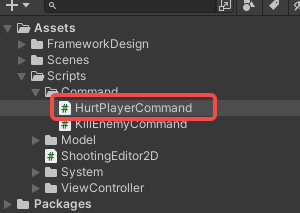 Assets
FrameworkDesign
Scenes
Scripts
Command
HurtPlayerCommand
KillEnemyCommand
Model
ShootingEditor2D
System
ViewController
Packages